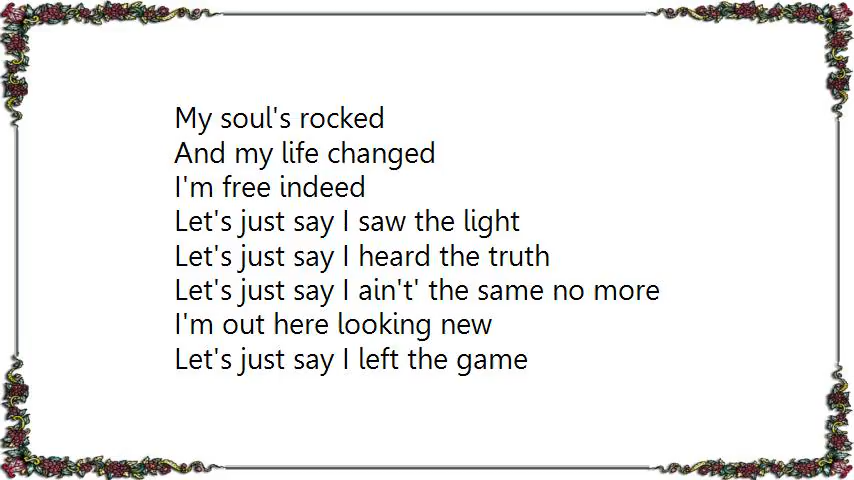 My soul's rocked
And my life changed
I'm free indeed
Let's just say I saw the light
Let's just say I heard the truth
Let's just say I ain't' the same no more
I'm out here looking new
Let's just say I left the game